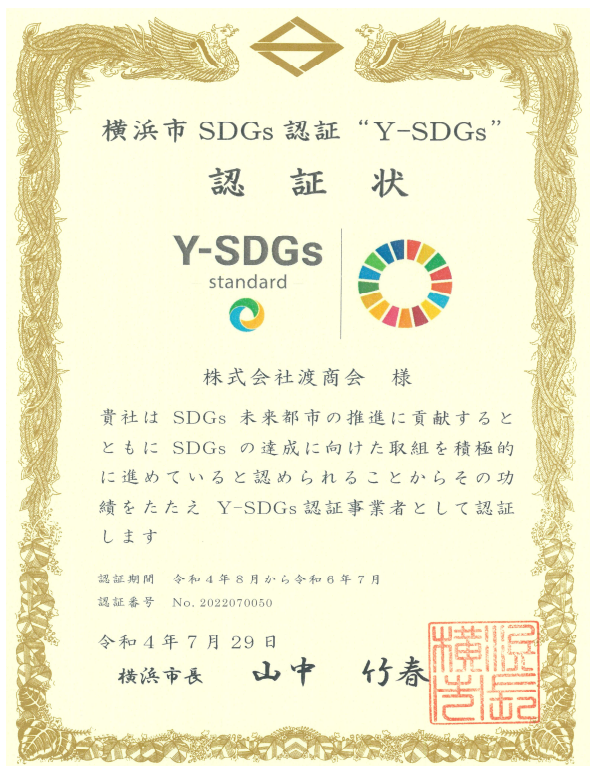 横浜市 SDGs 認証 “Y-SDGs”
認証状
Y-SDGs
standard
株式会社渡商会 様
貴社は SDGs 未来都市の推進に貢献すると
ともに SDGs の達成に向けた取組を積極的
に進めていると認められることからその功
績をたたえ Y-SDGs 認証事業者として認証
します
認証期間 令和4年8月から令和6年7月
認証番号 No. 2022070050
令和4年7月29日
横浜市長 山中 竹春
横浜市長